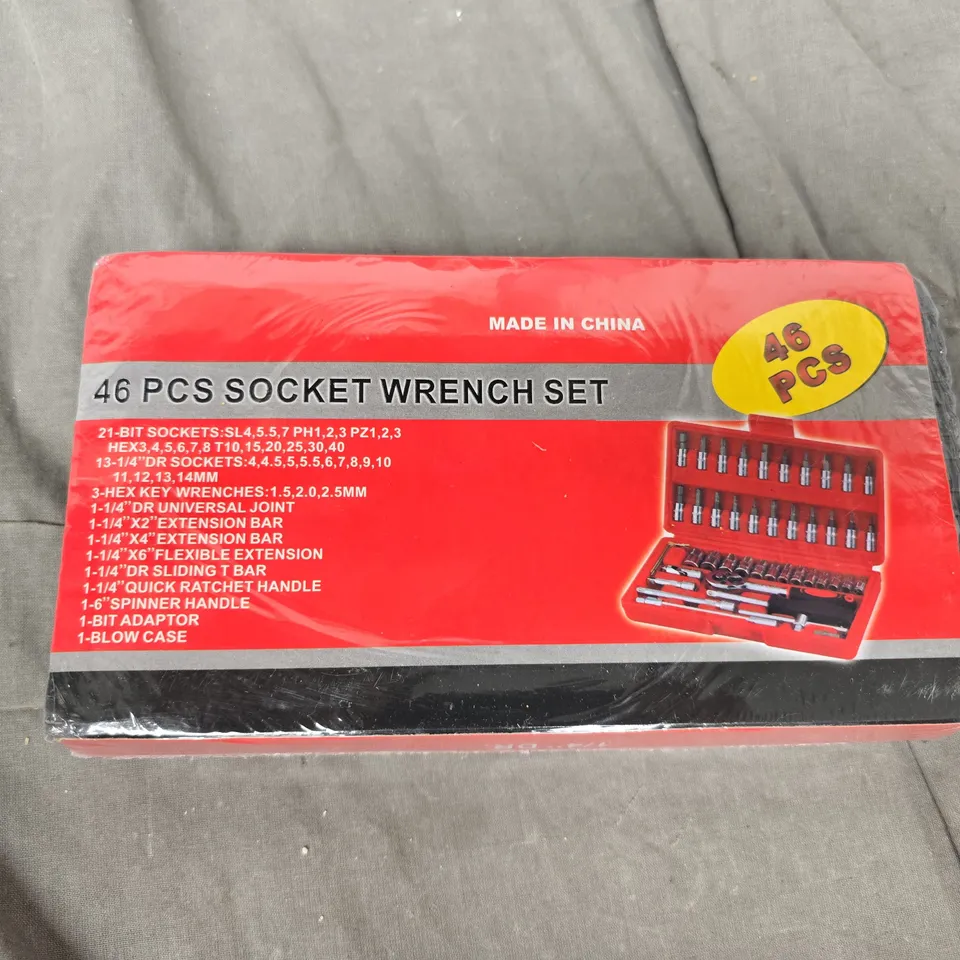 MADE IN CHINA
46
PCS
46 PCS SOCKET WRENCH SET
21-BIT SOCKETS:SL4,5.5,7 PH1,2,3 PZ1,2,3
HEX3,4,5,6,7,8 T10,15,20,25,30,40
13-1/4"DR SOCKETS:4,4.5,5,5.5,6,7,8,9,10
11,12,13,14MM
3-HEX KEY WRENCHES:1.5,2.0,2.5MM
1-1/4"DR UNIVERSAL JOINT
1-1/4"X2"EXTENSION BAR
1-1/4"X4"EXTENSION BAR
1-1/4"X6"FLEXIBLE EXTENSION
1-1/4"DR SLIDING T BAR
1-1/4"QUICK RATCHET HANDLE
1-6"SPINNER HANDLE
1-BIT ADAPTOR
1-BLOW CASE
1/4" DR